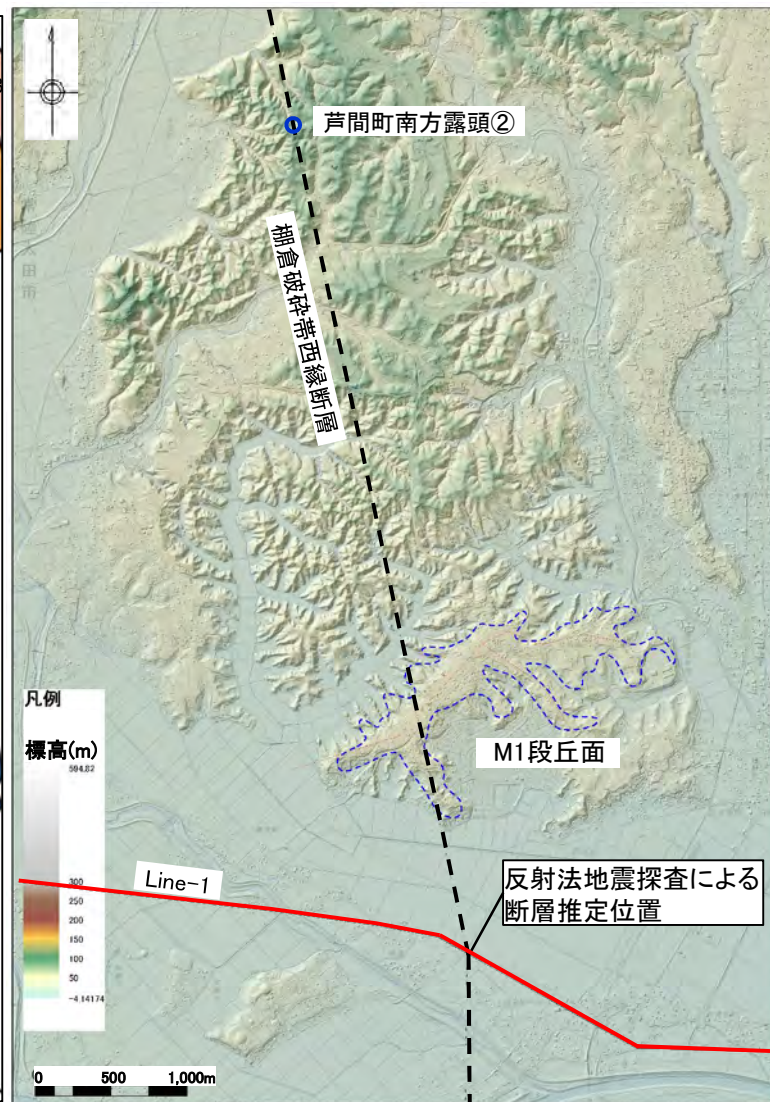 芦間町南方露頭②
棚倉破砕帯西縁断層
M1段丘面
凡例
標高(m)
594.82
300
250
200
150
100
50
-4.14174
Line-1
反射法地震探査による
断層推定位置
0 500 1,000m